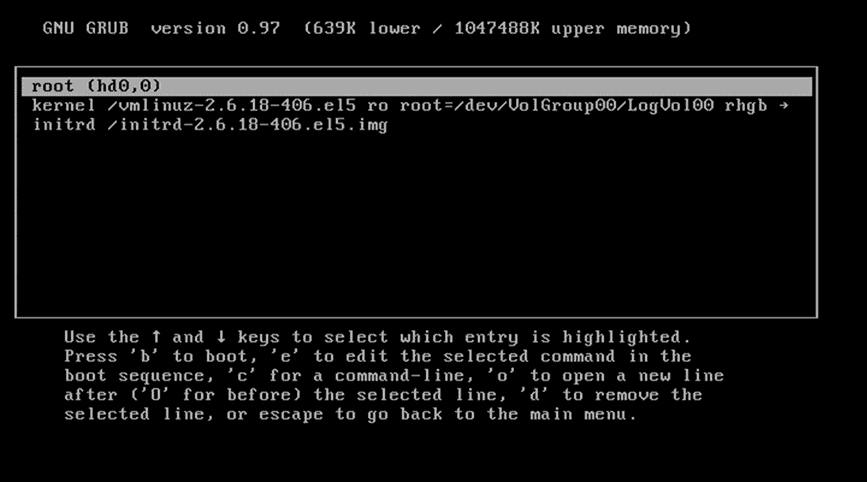 GNU GRUB  version 0.97  (639K lower / 1047488K upper memory)
root (hd0,0)
kernel /vmlinuz-2.6.18-406.el5 ro root=/dev/VolGroup00/LogVol00 rhgb →
initrd /initrd-2.6.18-406.el5.img
Use the ↑ and ↓ keys to select which entry is highlighted.
Press 'b' to boot, 'e' to edit the selected command in the
boot sequence, 'c' for a command-line, 'o' to open a new line
after ('O' for before) the selected line, 'd' to remove the
selected line, or escape to go back to the main menu.